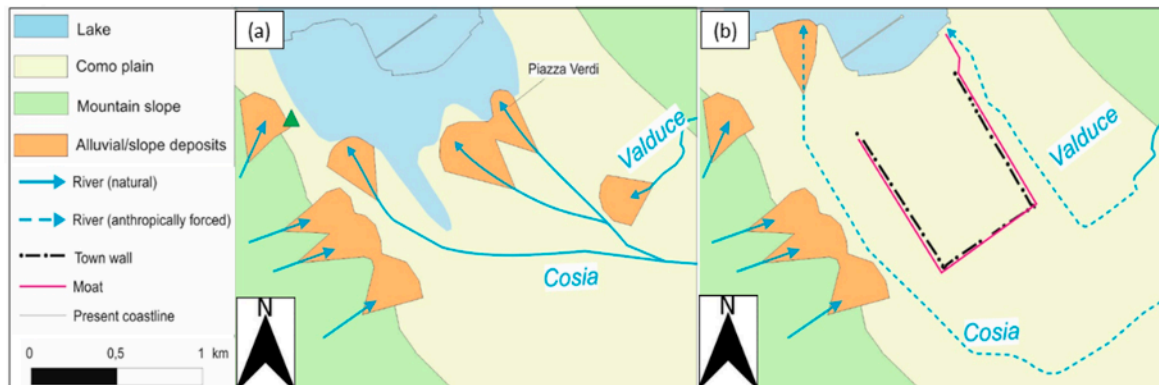 Lake
Como plain
Mountain slope
Alluvial/slope deposits
River (natural)
River (anthropically forced)
Town wall
Moat
Present coastline
0 0,5 1 km
(a)
Piazza Verdi
Valduce
Cosia
N
(b)
Valduce
Cosia
N